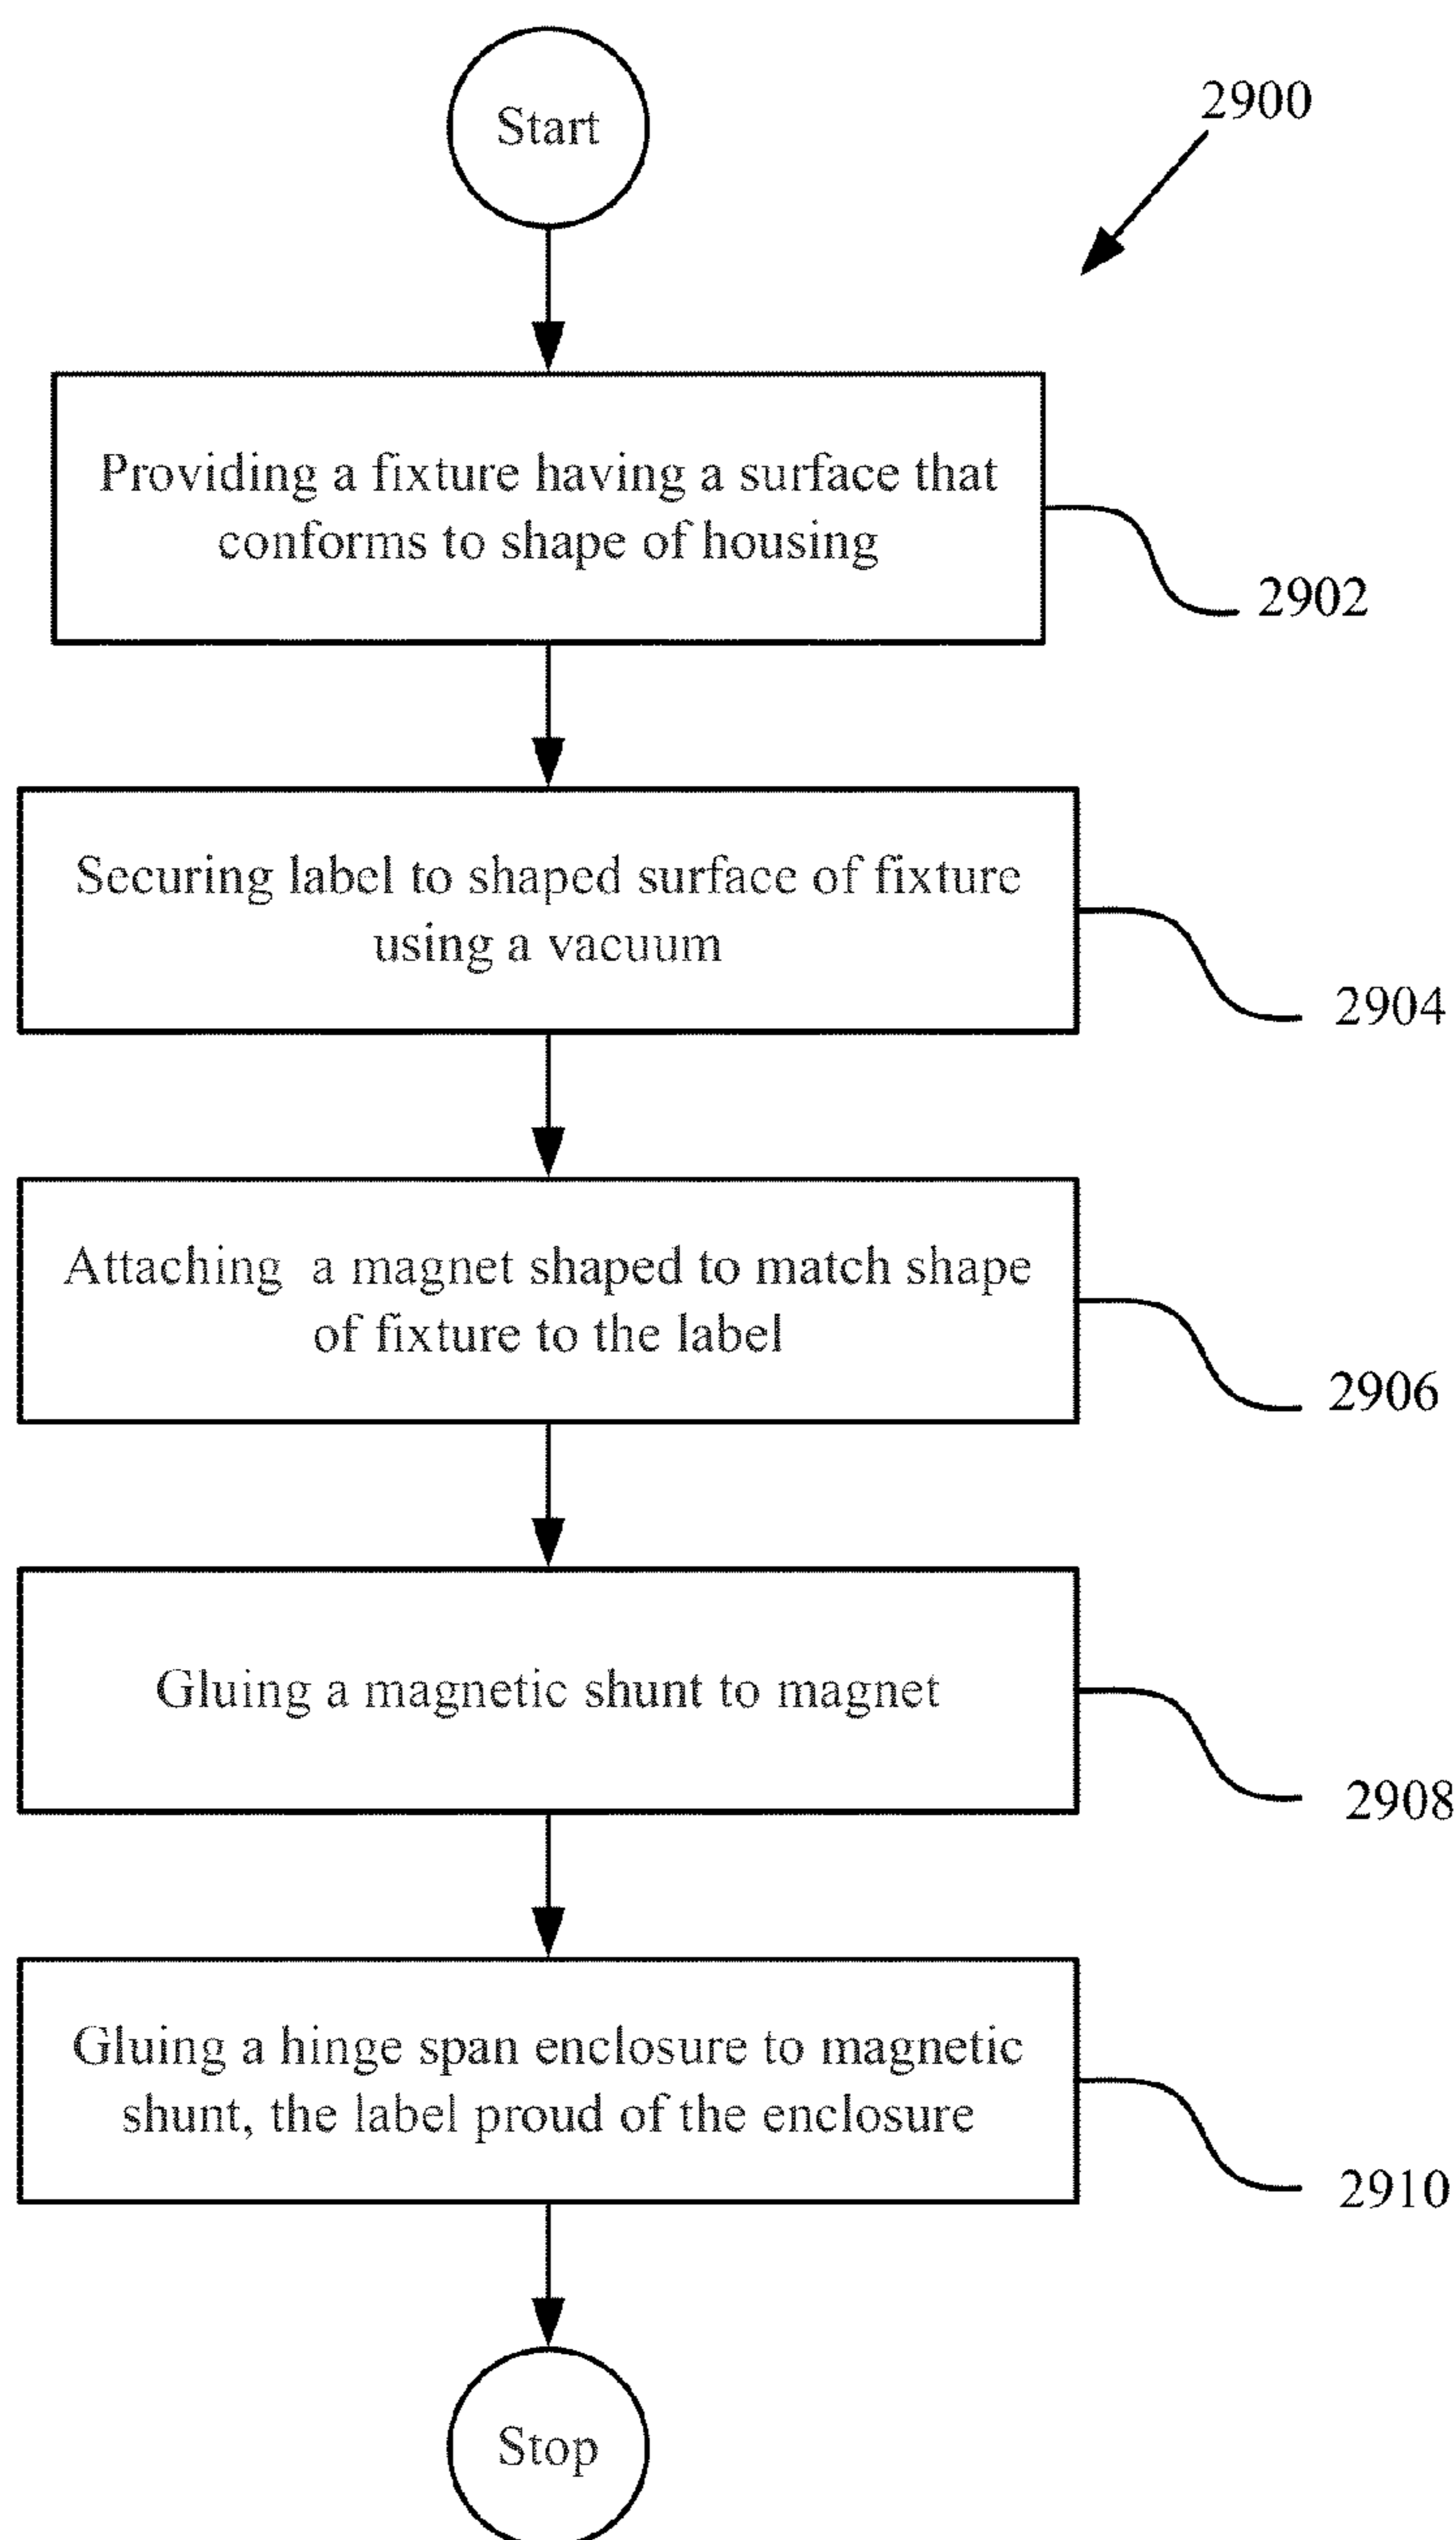 Start
2900
Providing a fixture having a surface that
conforms to shape of housing
2902
Securing label to shaped surface of fixture
using a vacuum
2904
Attaching a magnet shaped to match shape
of fixture to the label
2906
Gluing a magnetic shunt to magnet
2908
Gluing a hinge span enclosure to magnetic
shunt, the label proud of the enclosure
2910
Stop